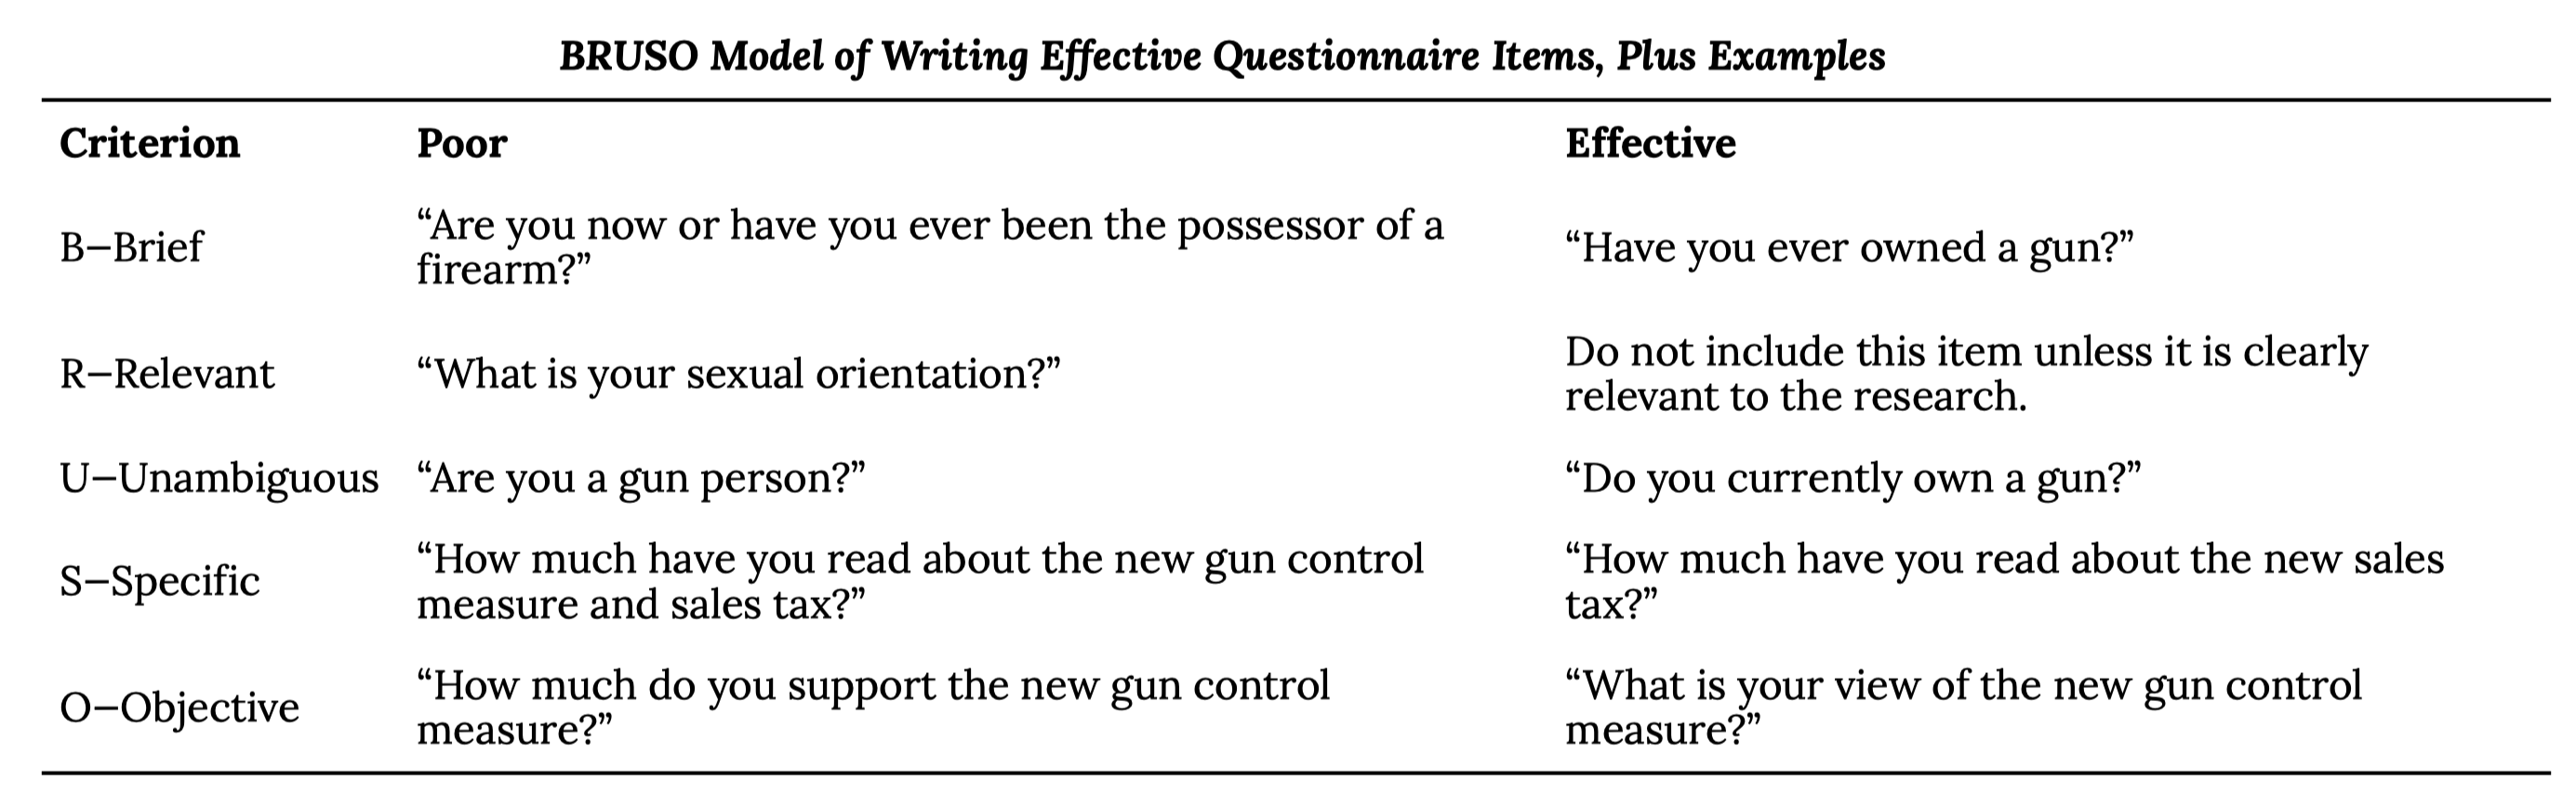 BRUSO Model of Writing Effective Questionnaire Items, Plus Examples
Criterion Poor Effective
B—Brief “Are you now or have you ever been the possessor of a
firearm?” “Have you ever owned a gun?”
R—Relevant “What is your sexual orientation?” Do not include this item unless it is clearly
relevant to the research.
U—Unambiguous “Are you a gun person?” “Do you currently own a gun?”
S—Specific “How much have you read about the new gun control
measure and sales tax?” “How much have you read about the new sales
tax?”
O—Objective “How much do you support the new gun control
measure?” “What is your view of the new gun control
measure?”